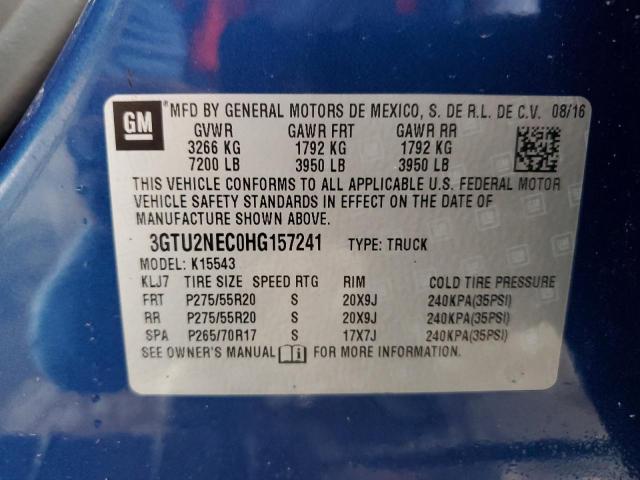 GM
MFD BY GENERAL MOTORS DE MEXICO, S. DE R.L. DE C.V. 08/16
GVWR GAWR FRT GAWR RR
3266 KG 1792 KG 1792 KG
7200 LB 3950 LB 3950 LB
THIS VEHICLE CONFORMS TO ALL APPLICABLE U.S. FEDERAL MOTOR
VEHICLE SAFETY STANDARDS IN EFFECT ON THE DATE OF
MANUFACTURE SHOWN ABOVE.
3GTU2NEC0HG157241 TYPE: TRUCK
MODEL: K15543
KLJ7 TIRE SIZE SPEED RTG RIM COLD TIRE PRESSURE
FRT P275/55R20 S 20X9J 240KPA(35PSI)
RR P275/55R20 S 20X9J 240KPA(35PSI)
SPA P265/70R17 S 17X7J 240KPA(35PSI)
SEE OWNER'S MANUAL FOR MORE INFORMATION.